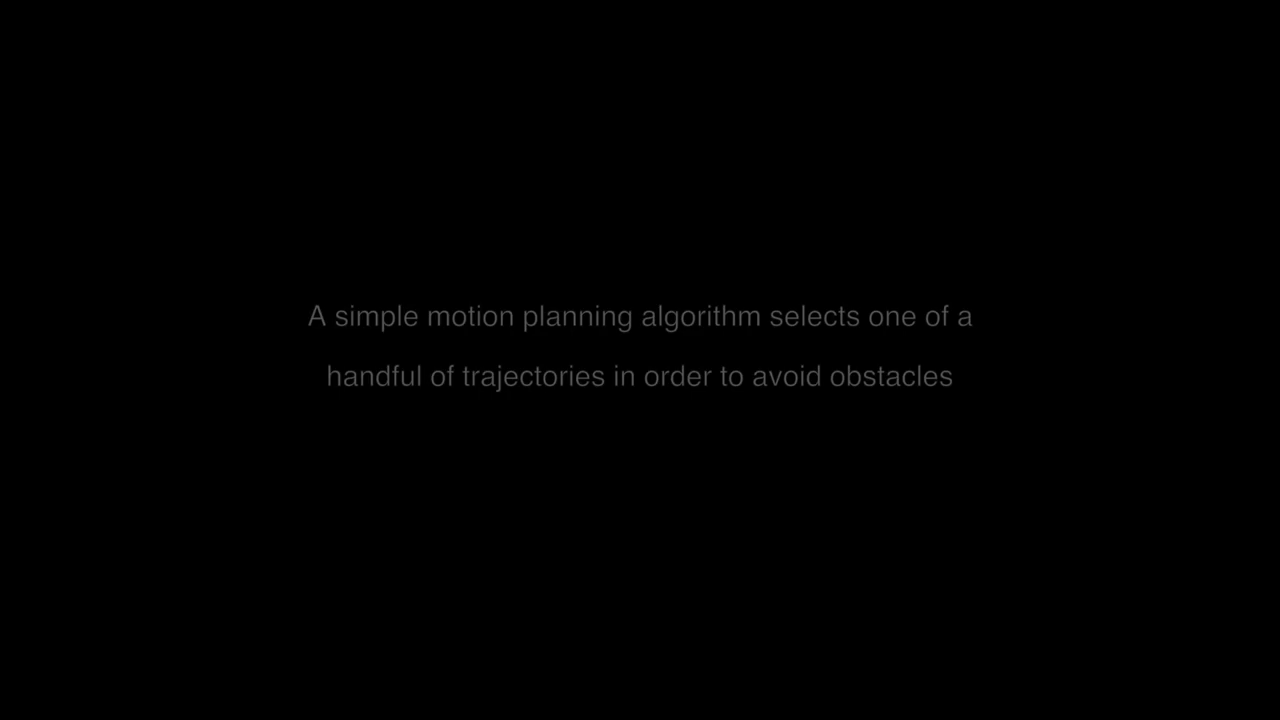 A simple motion planning algorithm selects one of a
handful of trajectories in order to avoid obstacles